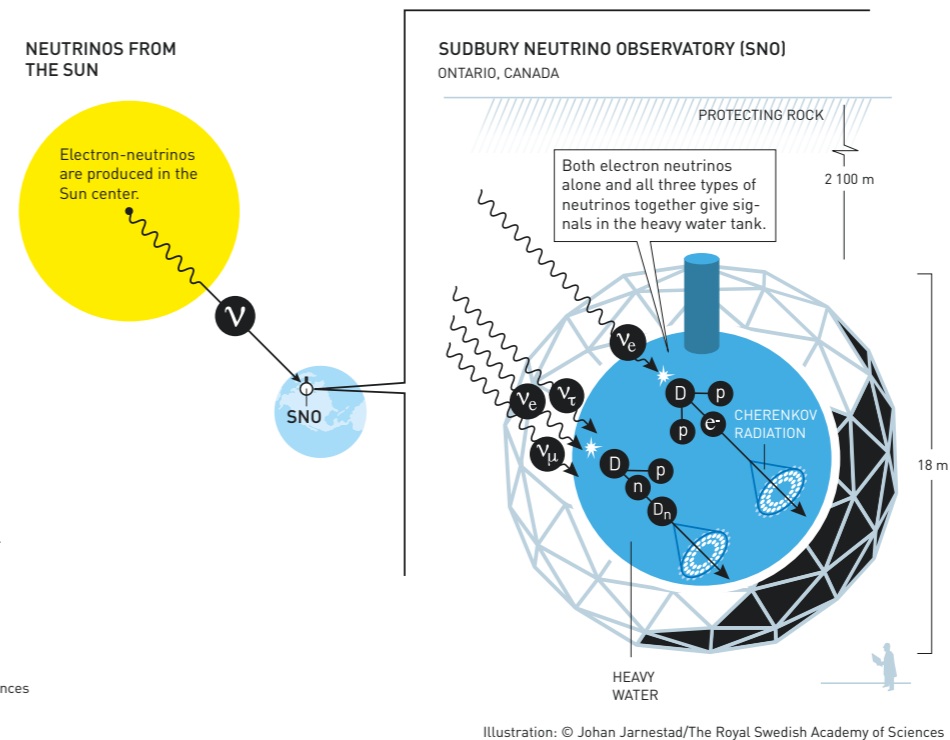 NEUTRINOS FROM
THE SUN
Electron-neutrinos
are produced in the
Sun center.
ν
SNO
SUDBURY NEUTRINO OBSERVATORY (SNO)
ONTARIO, CANADA
PROTECTING ROCK
2 100 m
Both electron neutrinos
alone and all three types of
neutrinos together give sig-
nals in the heavy water tank.
νe
νe
ντ
νμ
D
p
p
e-
CHERENKOV
RADIATION
D
p
n
Dn
18 m
HEAVY
WATER
nces
Illustration: © Johan Jarnestad/The Royal Swedish Academy of Sciences